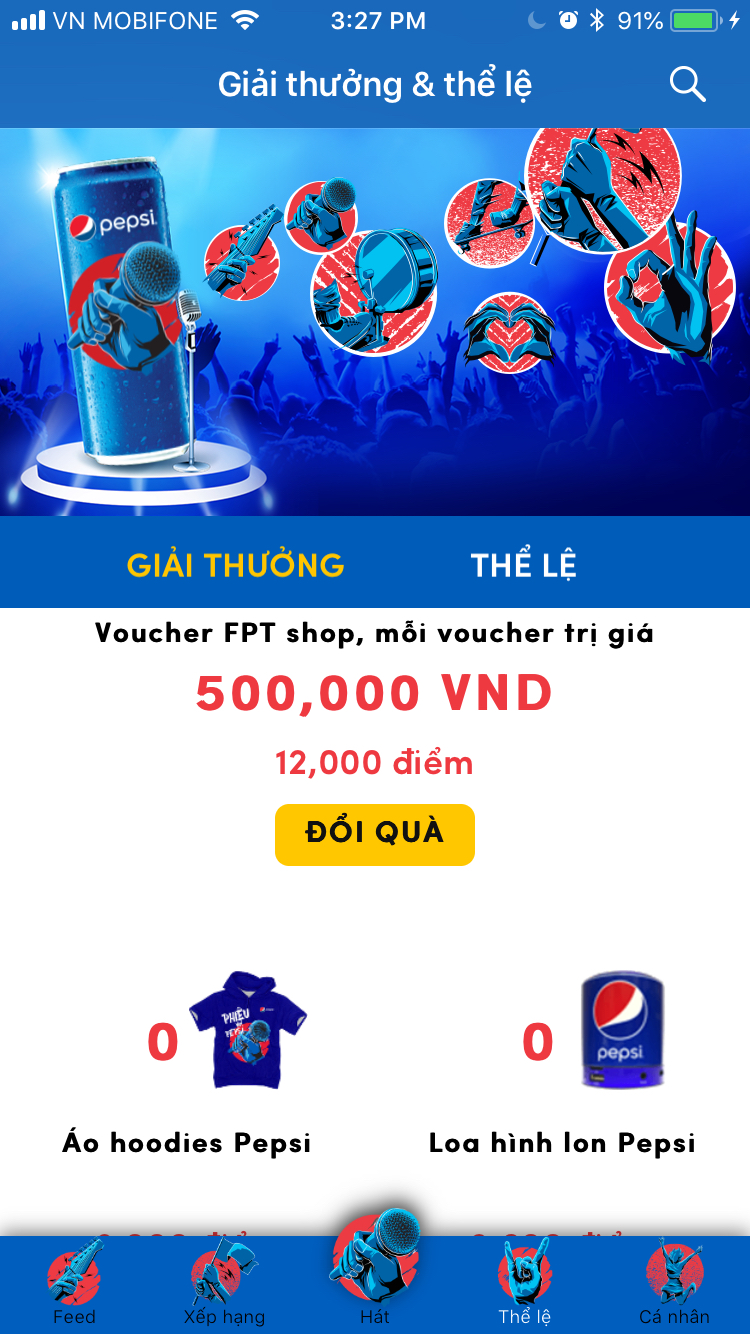 VN MOBIFONE 3:27 PM 91%
Giải thưởng & thể lệ
pepsi
GIẢI THƯỞNG THỂ LỆ
Voucher FPT shop, mỗi voucher trị giá
500,000 VND
12,000 điểm
ĐỔI QUÀ
0 0
PHIÊU
PEPSI
pepsi
Áo hoodies Pepsi Loa hình lon Pepsi
Feed Xếp hạng Hát Thể lệ Cá nhân